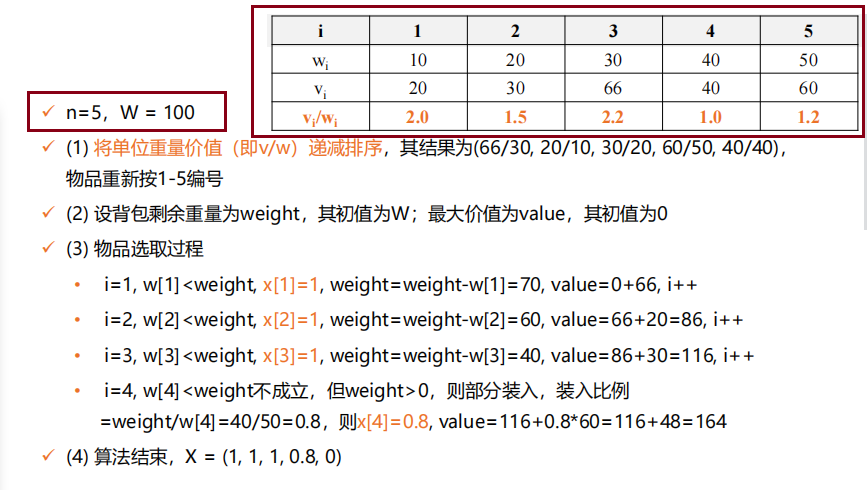 i 1 2 3 4 5
wi 10 20 30 40 50
vi 20 30 66 40 60
vi/wi 2.0 1.5 2.2 1.0 1.2
✓ n=5，W = 100
✓ (1) 将单位重量价值（即v/w）递减排序，其结果为(66/30, 20/10, 30/20, 60/50, 40/40)，
物品重新按1-5编号
✓ (2) 设背包剩余重量为weight，其初值为W；最大价值为value，其初值为0
✓ (3) 物品选取过程
• i=1, w[1]<weight, x[1]=1, weight=weight-w[1]=70, value=0+66, i++
• i=2, w[2]<weight, x[2]=1, weight=weight-w[2]=60, value=66+20=86, i++
• i=3, w[3]<weight, x[3]=1, weight=weight-w[3]=40, value=86+30=116, i++
• i=4, w[4]<weight不成立，但weight>0，则部分装入，装入比例
=weight/w[4]=40/50=0.8，则x[4]=0.8, value=116+0.8*60=116+48=164
✓ (4) 算法结束，X = (1, 1, 1, 0.8, 0)